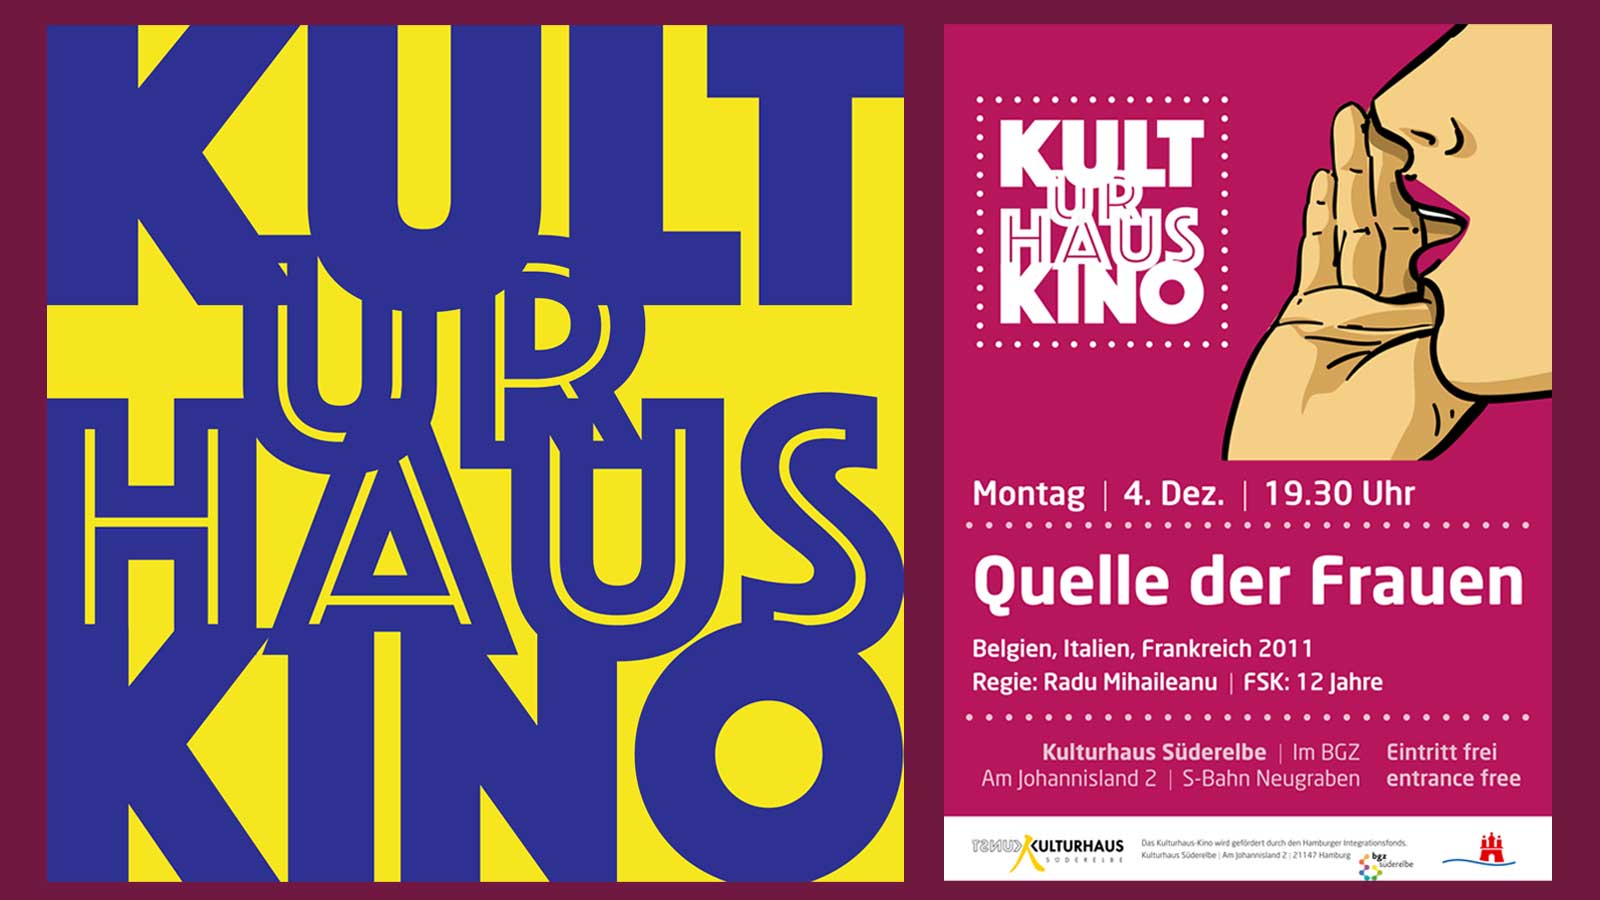 KULT
UR
HAUS
KINO
KULT
UR
HAUS
KINO
Montag | 4. Dez. | 19.30 Uhr
Quelle der Frauen
Belgien, Italien, Frankreich 2011
Regie: Radu Mihaileanu | FSK: 12 Jahre
Kulturhaus Süderelbe | Im BGZ
Am Johannisland 2 | S-Bahn Neugraben
Eintritt frei
entrance free
KUNST KULTURHAUS
SÜDERELBE
Das Kulturhaus-Kino wird gefördert durch den Hamburger Integrationsfonds.
Kulturhaus Süderelbe | Am Johannisland 2 | 21147 Hamburg
bgz
süderelbe